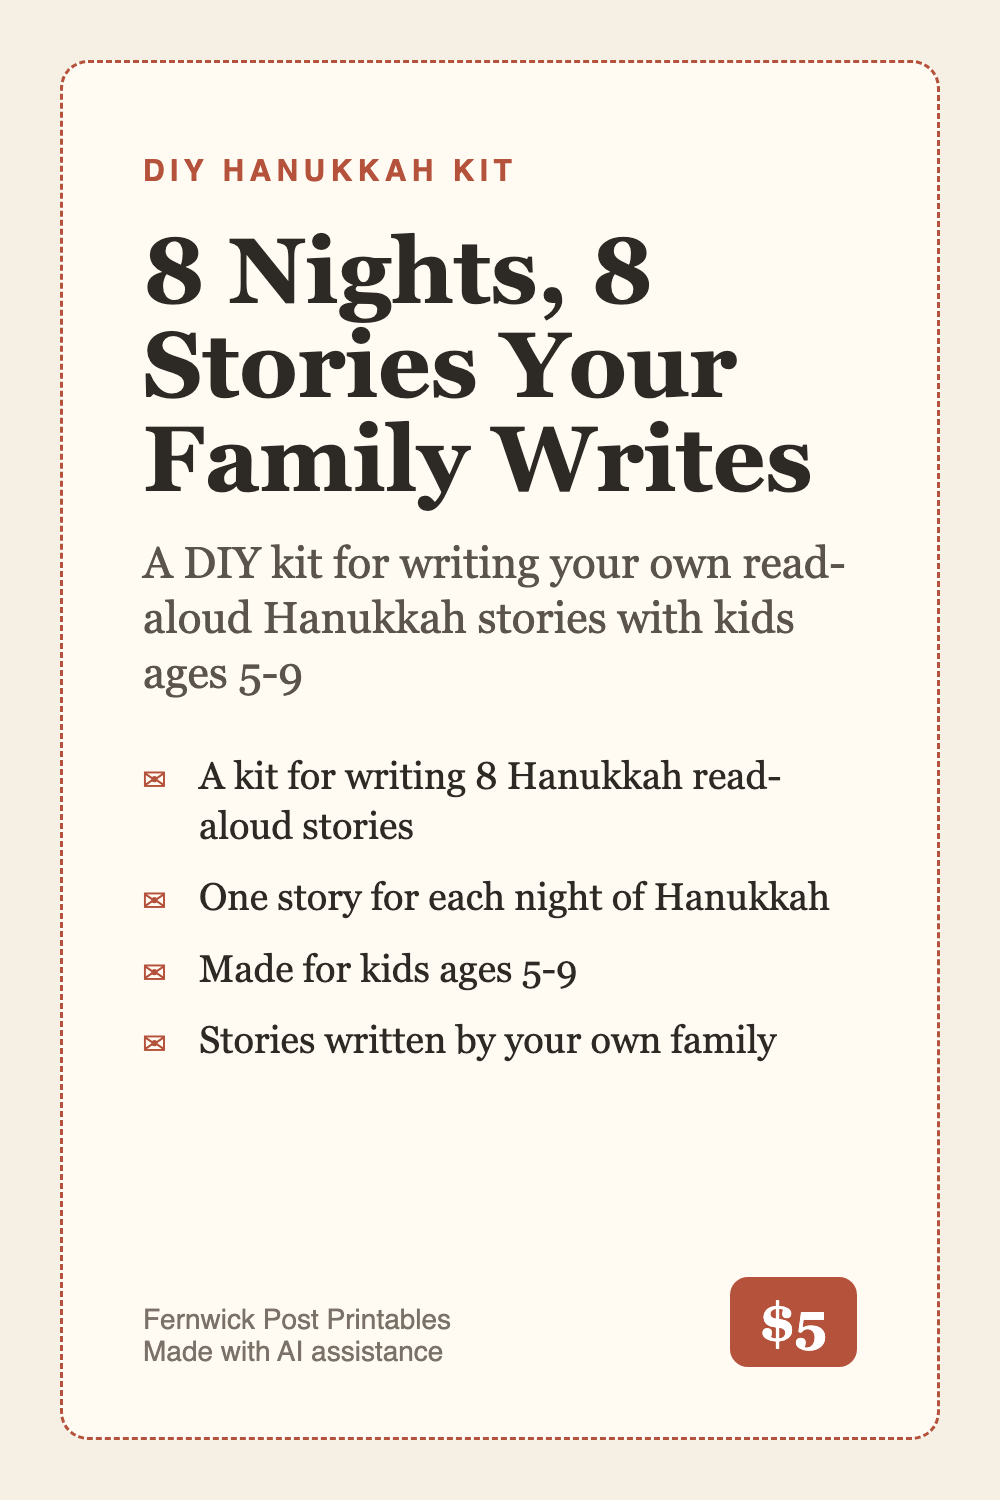 DIY HANUKKAH KIT
8 Nights, 8
Stories Your
Family Writes
A DIY kit for writing your own read-
aloud Hanukkah stories with kids
ages 5-9
✉ A kit for writing 8 Hanukkah read-
aloud stories
✉ One story for each night of Hanukkah
✉ Made for kids ages 5-9
✉ Stories written by your own family
Fernwick Post Printables
Made with AI assistance
$5